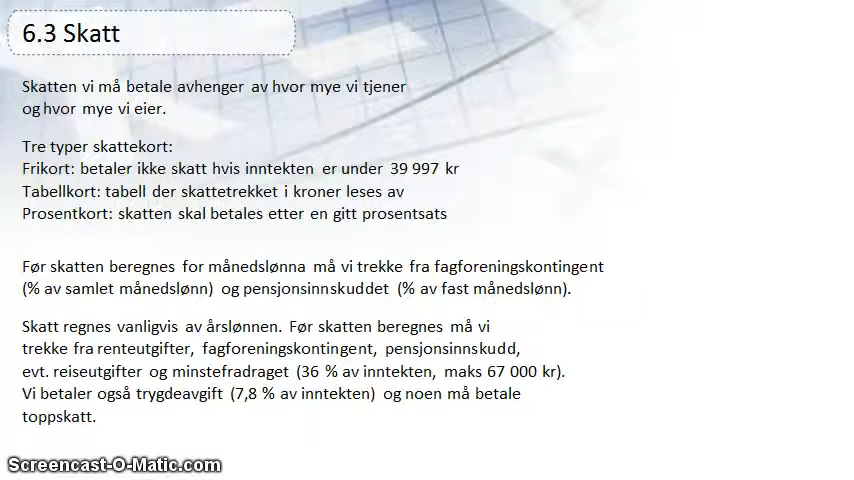 6.3 Skatt
Skatten vi må betale avhenger av hvor mye vi tjener
og hvor mye vi eier.
Tre typer skattekort:
Frikort: betaler ikke skatt hvis inntekten er under 39 997 kr
Tabellkort: tabell der skattetrekket i kroner leses av
Prosentkort: skatten skal betales etter en gitt prosentsats
Før skatten beregnes for månedslønna må vi trekke fra fagforeningskontingent
(% av samlet månedslønn) og pensjonsinnskuddet (% av fast månedslønn).
Skatt regnes vanligvis av årslønnen. Før skatten beregnes må vi
trekke fra renteutgifter, fagforeningskontingent, pensjonsinnskudd,
evt. reiseutgifter og minstefradraget (36 % av inntekten, maks 67 000 kr).
Vi betaler også trygdeavgift (7,8 % av inntekten) og noen må betale
toppskatt.
Screencast-O-Matic.com